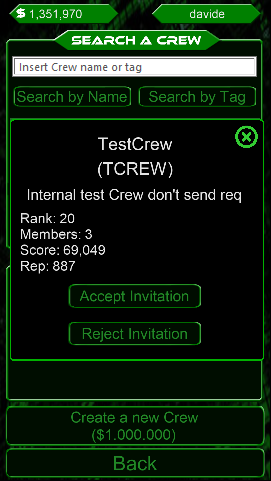 $ 1,351,970
davide
SEARCH A CREW
Insert Crew name or tag
Search by Name
Search by Tag
TestCrew
(TCREW)
Internal test Crew don't send req
Rank: 20
Members: 3
Score: 69,049
Rep: 887
Accept Invitation
Reject Invitation
Create a new Crew
($1.000.000)
Back